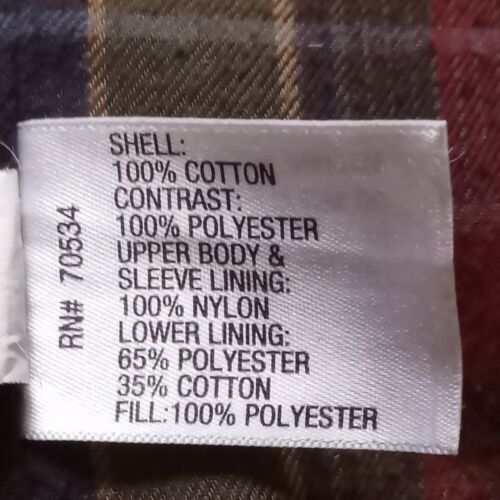 SHELL:
100% COTTON
CONTRAST:
100% POLYESTER
UPPER BODY &
SLEEVE LINING:
100% NYLON
LOWER LINING:
65% POLYESTER
35% COTTON
FILL:100% POLYESTER
RN# 70534